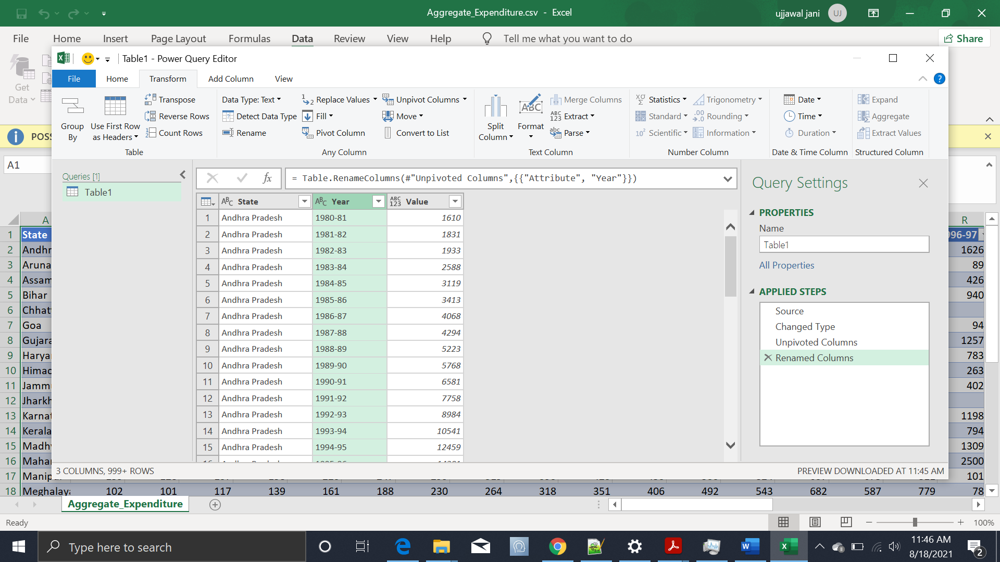 Aggregate_Expenditure.csv - Excel
ujjawal jani UJ
File Home Insert Page Layout Formulas Data Review View Help Tell me what you want to do Share
Get Data
Table1 - Power Query Editor
File Home Transform Add Column View
Group By
Use First Row as Headers
Transpose
Reverse Rows
Count Rows
Table
Data Type: Text
Detect Data Type
Rename
Replace Values
Fill
Pivot Column
Unpivot Columns
Move
Convert to List
Any Column
Split Column
Format
Merge Columns
Extract
Parse
Text Column
Statistics
Standard
Scientific
Trigonometry
Rounding
Information
Number Column
Date
Time
Duration
Date & Time Column
Expand
Aggregate
Extract Values
Structured Column
POSS
A1
Queries [1]
Table1
fx = Table.RenameColumns(#"Unpivoted Columns",{{"Attribute", "Year"}})
State Year Value
1 Andhra Pradesh 1980-81 1610
2 Andhra Pradesh 1981-82 1831
3 Andhra Pradesh 1982-83 1933
4 Andhra Pradesh 1983-84 2588
5 Andhra Pradesh 1984-85 3119
6 Andhra Pradesh 1985-86 3413
7 Andhra Pradesh 1986-87 4068
8 Andhra Pradesh 1987-88 4294
9 Andhra Pradesh 1988-89 5223
10 Andhra Pradesh 1989-90 5768
11 Andhra Pradesh 1990-91 6581
12 Andhra Pradesh 1991-92 7758
13 Andhra Pradesh 1992-93 8984
14 Andhra Pradesh 1993-94 10541
15 Andhra Pradesh 1994-95 12459
3 COLUMNS, 999+ ROWS
PREVIEW DOWNLOADED AT 11:45 AM
Query Settings
PROPERTIES
Name
Table1
All Properties
APPLIED STEPS
Source
Changed Type
Unpivoted Columns
Renamed Columns
A R
1 State 996-97
2 Andhr 1626
3 Aruna 89
4 Assam 426
5 Bihar 940
6 Chhat
7 Goa 94
8 Gujara 1257
9 Harya 783
10 Himac 263
11 Jamm 402
12 Jharkh
13 Karnat 1198
14 Kerala 794
15 Madhy 1309
16 Mahar 2500
17 Manip 101
18 Meghalaya 102 101 117 139 161 188 230 264 318 351 406 492 543 682 587 779 78
Aggregate_Expenditure
Ready 100%
Type here to search
11:46 AM
8/18/2021
2